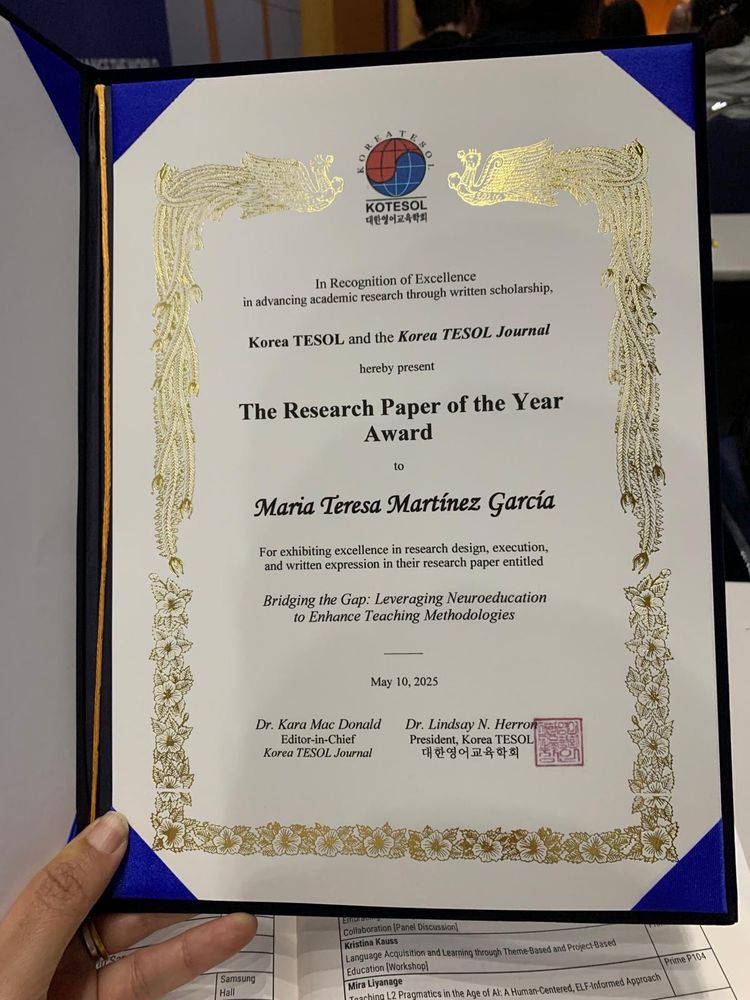 KOREA TESOL
KOTESOL
대한영어교육학회
In Recognition of Excellence
in advancing academic research through written scholarship,
Korea TESOL and the Korea TESOL Journal
hereby present
The Research Paper of the Year
Award
to
Maria Teresa Martínez García
For exhibiting excellence in research design, execution,
and written expression in their research paper entitled
Bridging the Gap: Leveraging Neuroeducation
to Enhance Teaching Methodologies
May 10, 2025
Dr. Kara Mac Donald
Editor-in-Chief
Korea TESOL Journal
Dr. Lindsay N. Herron
President, Korea TESOL
대한영어교육학회
Samsung
Hall
Collaboration [Panel Discussion]
Kristina Kauss
Language Acquisition and Learning through Theme-Based and Project-Based
Education [Workshop]
Prime P104
Mira Liyanage
Teaching L2 Pragmatics in the Age of AI: A Human-Centered, ELF-Informed Approach